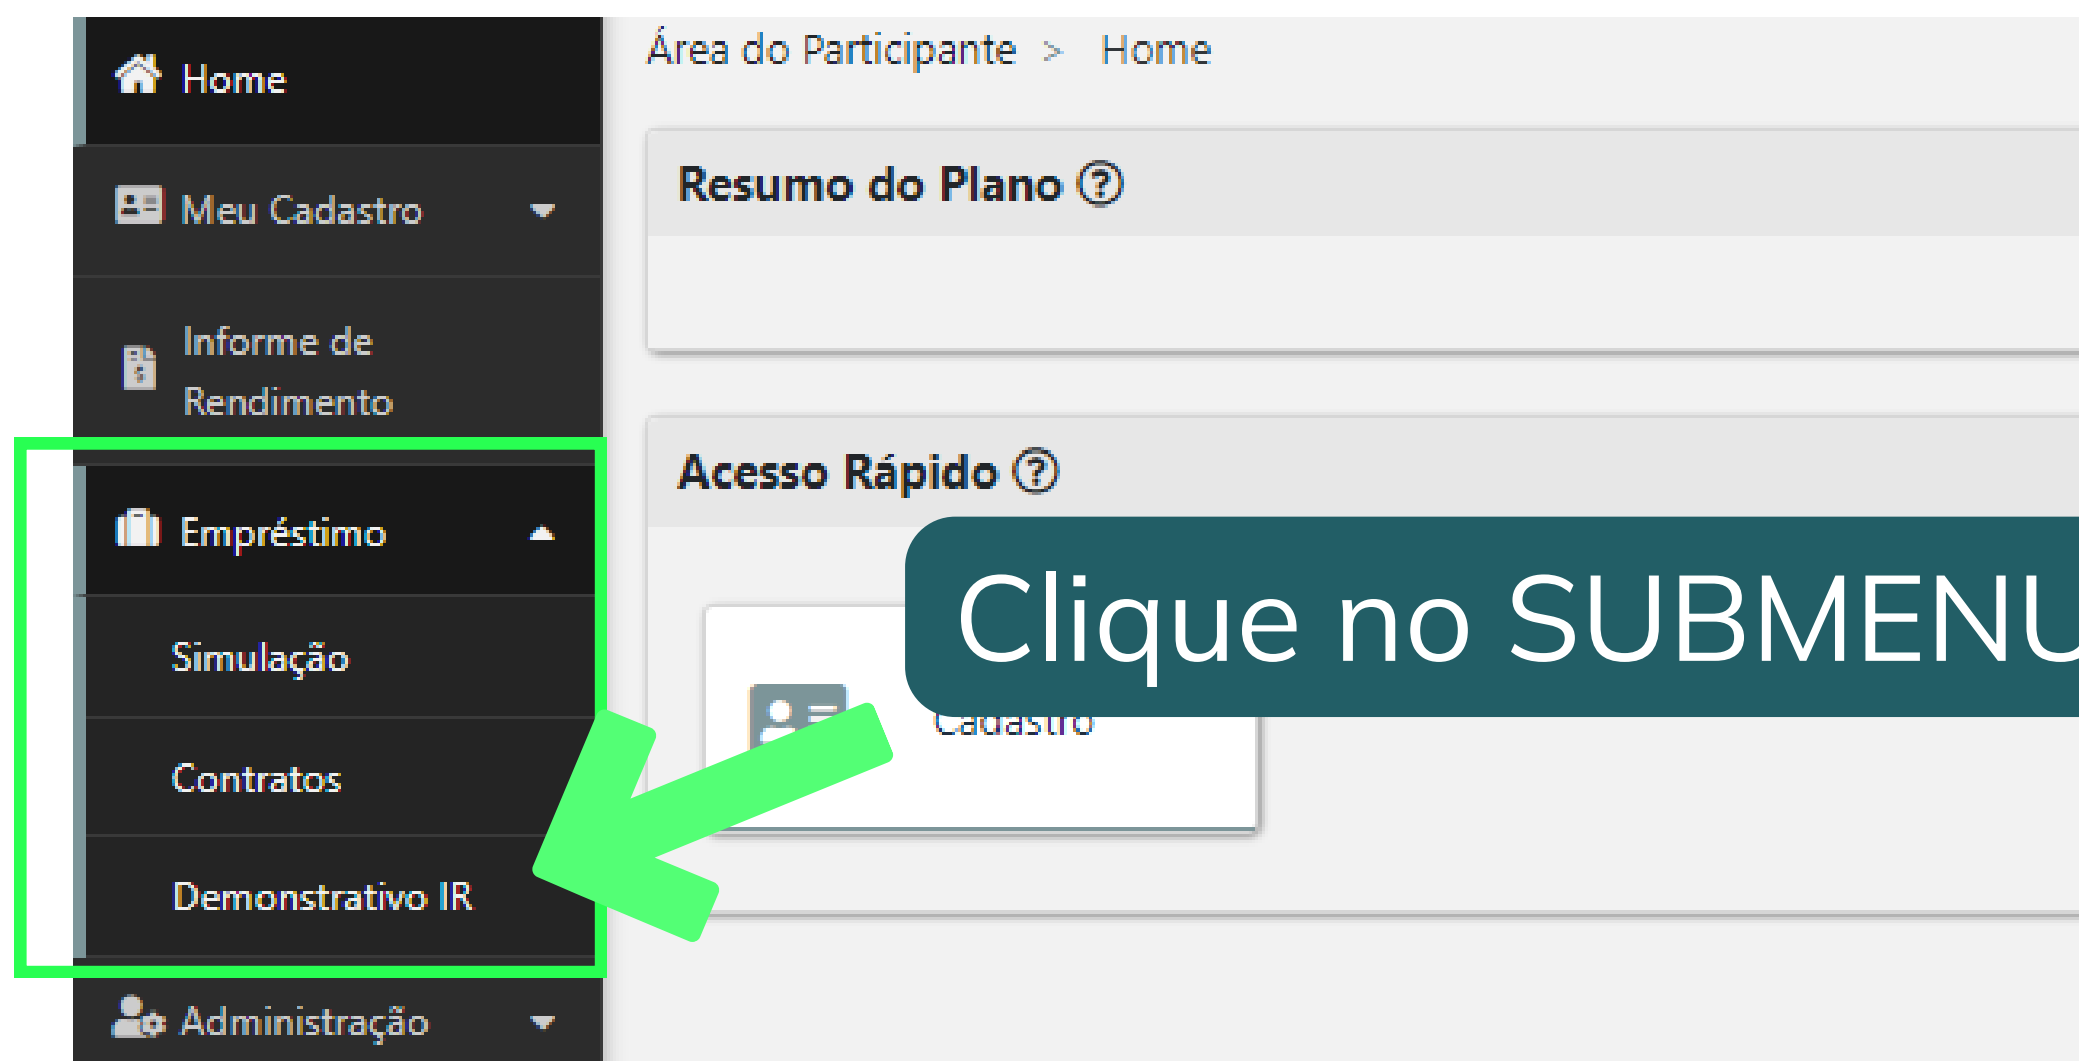 Home
Meu Cadastro
Informe de
Rendimento
Empréstimo
Simulação
Contratos
Demonstrativo IR
Administração
Área do Participante > Home
Resumo do Plano ?
Acesso Rápido ?
Clique no SUBMENU
Cadastro